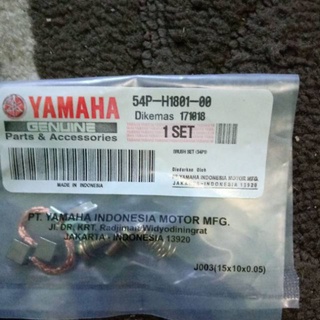 YAMAHA
GENUINE
Parts & Accessories
54P-H1801-00
Dikemas 171018
1 SET
BRUSH SET (54P)
MADE IN INDONESIA
Diedarkan Oleh
PT. YAMAHA INDONESIA MOTOR MFG.
JAKARTA - INDONESIA 13920
PT. YAMAHA INDONESIA MOTOR MFG.
Jl. DR. KRT. Radjiman Widyodiningrat
JAKARTA - INDONESIA 13920
J003(15x10x0.05)